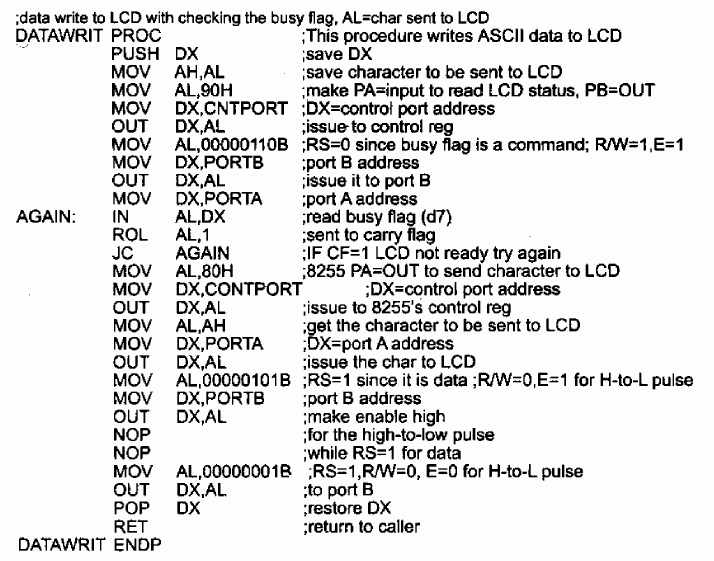 ;data write to LCD with checking the busy flag, AL=char sent to LCD
DATAWRIT PROC ;This procedure writes ASCII data to LCD
PUSH DX ;save DX
MOV AH,AL ;save character to be sent to LCD
MOV AL,90H ;make PA=input to read LCD status, PB=OUT
MOV DX,CNTPORT ;DX=control port address
OUT DX,AL ;issue to control reg
MOV AL,00000110B ;RS=0 since busy flag is a command; R/W=1,E=1
MOV DX,PORTB ;port B address
OUT DX,AL ;issue it to port B
MOV DX,PORTA ;port A address
AGAIN: IN AL,DX ;read busy flag (d7)
ROL AL,1 ;sent to carry flag
JC AGAIN ;IF CF=1 LCD not ready try again
MOV AL,80H ;8255 PA=OUT to send character to LCD
MOV DX,CONTPORT ;DX=control port address
OUT DX,AL ;issue to 8255's control reg
MOV AL,AH ;get the character to be sent to LCD
MOV DX,PORTA ;DX=port A address
OUT DX,AL ;issue the char to LCD
MOV AL,00000101B ;RS=1 since it is data ;R/W=0,E=1 for H-to-L pulse
MOV DX,PORTB ;port B address
OUT DX,AL ;make enable high
NOP ;for the high-to-low pulse
NOP ;while RS=1 for data
MOV AL,00000001B ;RS=1,R/W=0, E=0 for H-to-L pulse
OUT DX,AL ;to port B
POP DX ;restore DX
RET ;return to caller
DATAWRIT ENDP